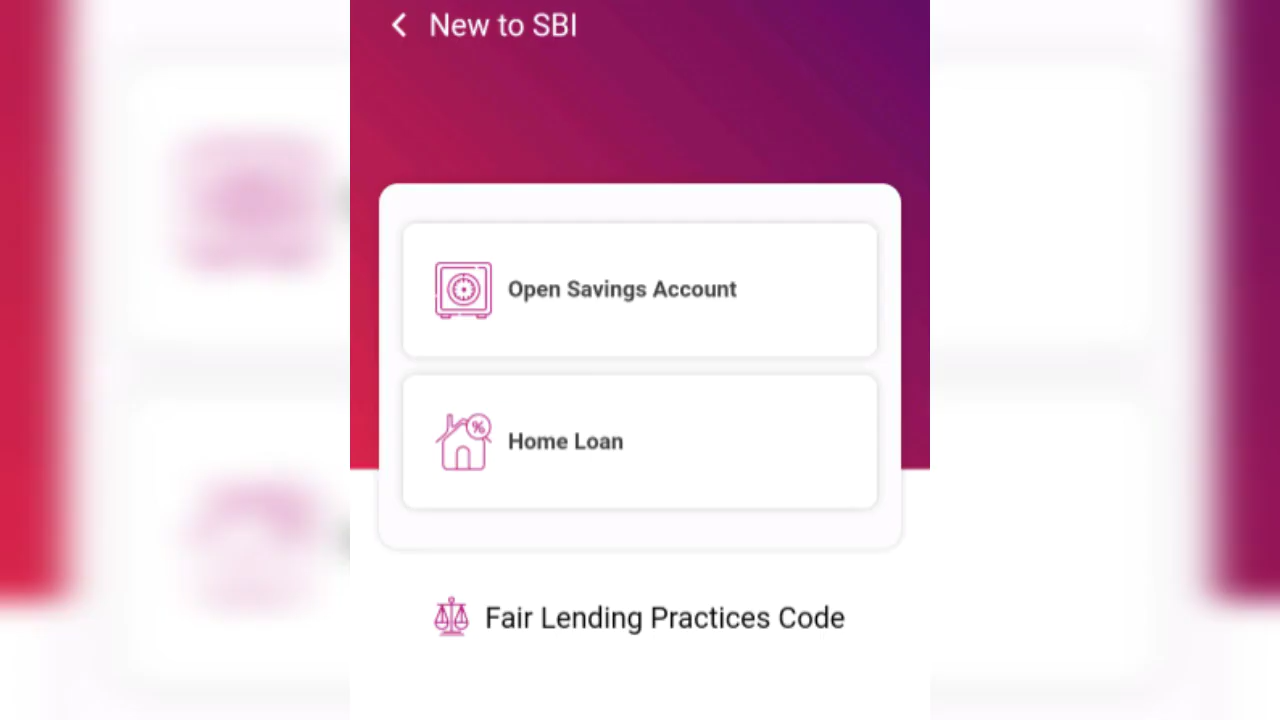 New to SBI
Open Savings Account
%
Home Loan
Fair Lending Practices Code